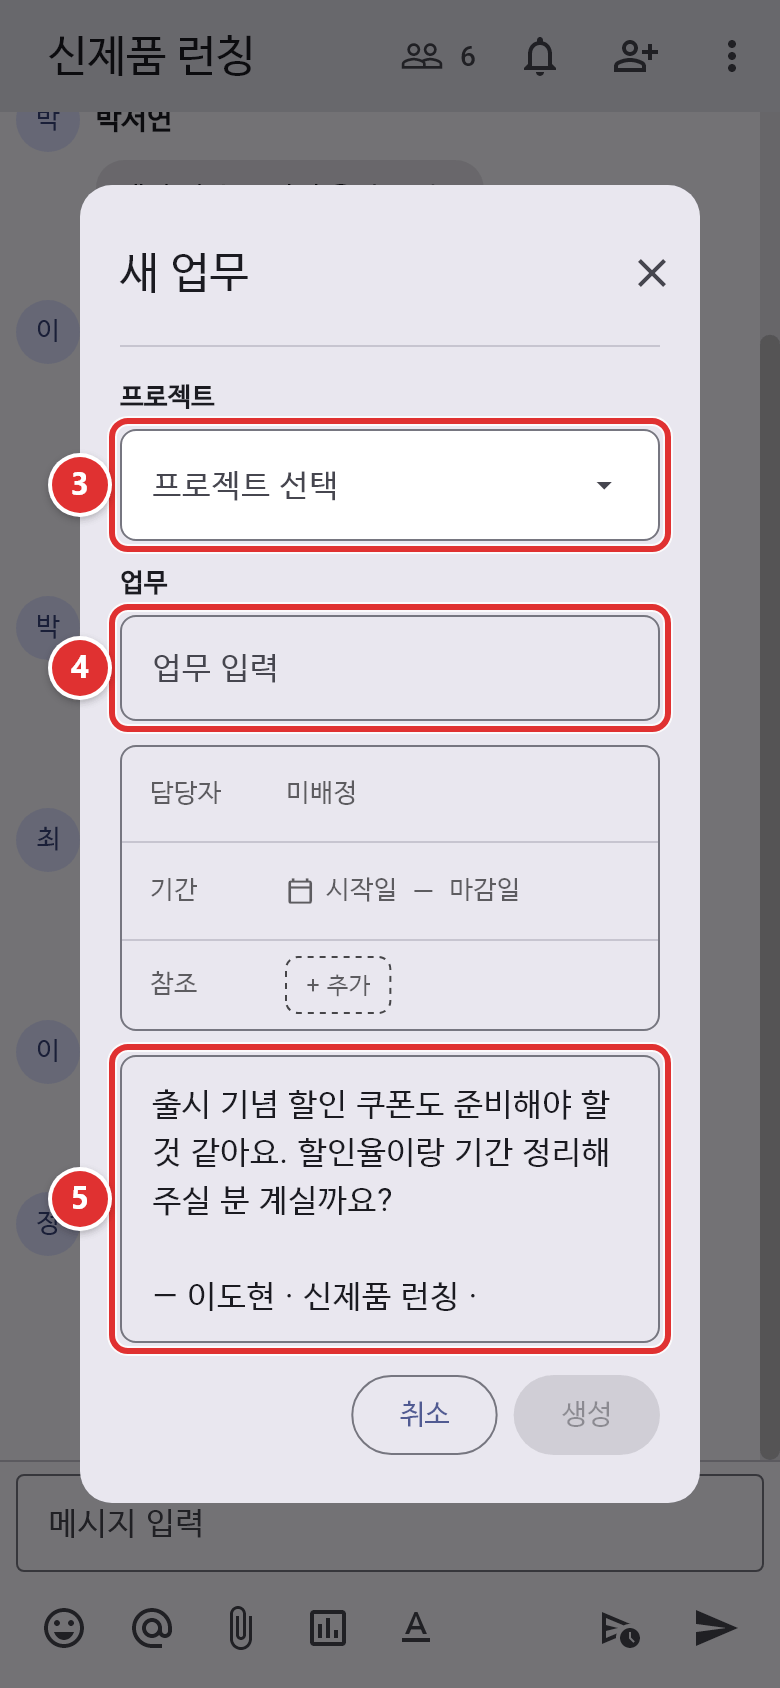 신제품 런칭
6
박
박서연
이
박
최
이
새 업무
프로젝트
3
프로젝트 선택
업무
4
업무 입력
담당자 미배정
기간 시작일 – 마감일
참조 + 추가
5
출시 기념 할인 쿠폰도 준비해야 할
것 같아요. 할인율이랑 기간 정리해
주실 분 계실까요?
— 이도현 · 신제품 런칭 ·
취소
생성
메시지 입력